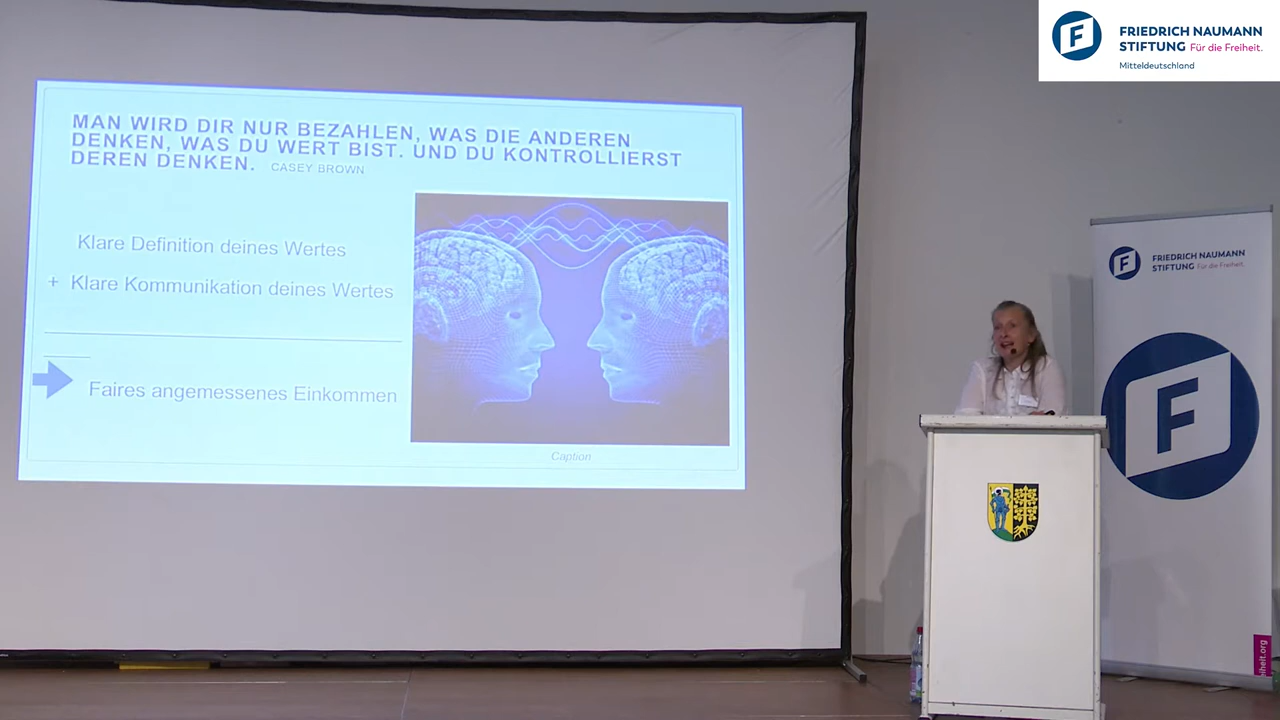 FRIEDRICH NAUMANN
STIFTUNG Für die Freiheit.
Mitteldeutschland
MAN WIRD DIR NUR BEZAHLEN, WAS DIE ANDEREN
DENKEN, WAS DU WERT BIST. UND DU KONTROLLIERST
DEREN DENKEN. CASEY BROWN
Klare Definition deines Wertes
+ Klare Kommunikation deines Wertes
Faires angemessenes Einkommen
Caption
F FRIEDRICH NAUMANN
STIFTUNG Für die Freiheit.
F
iheit.org